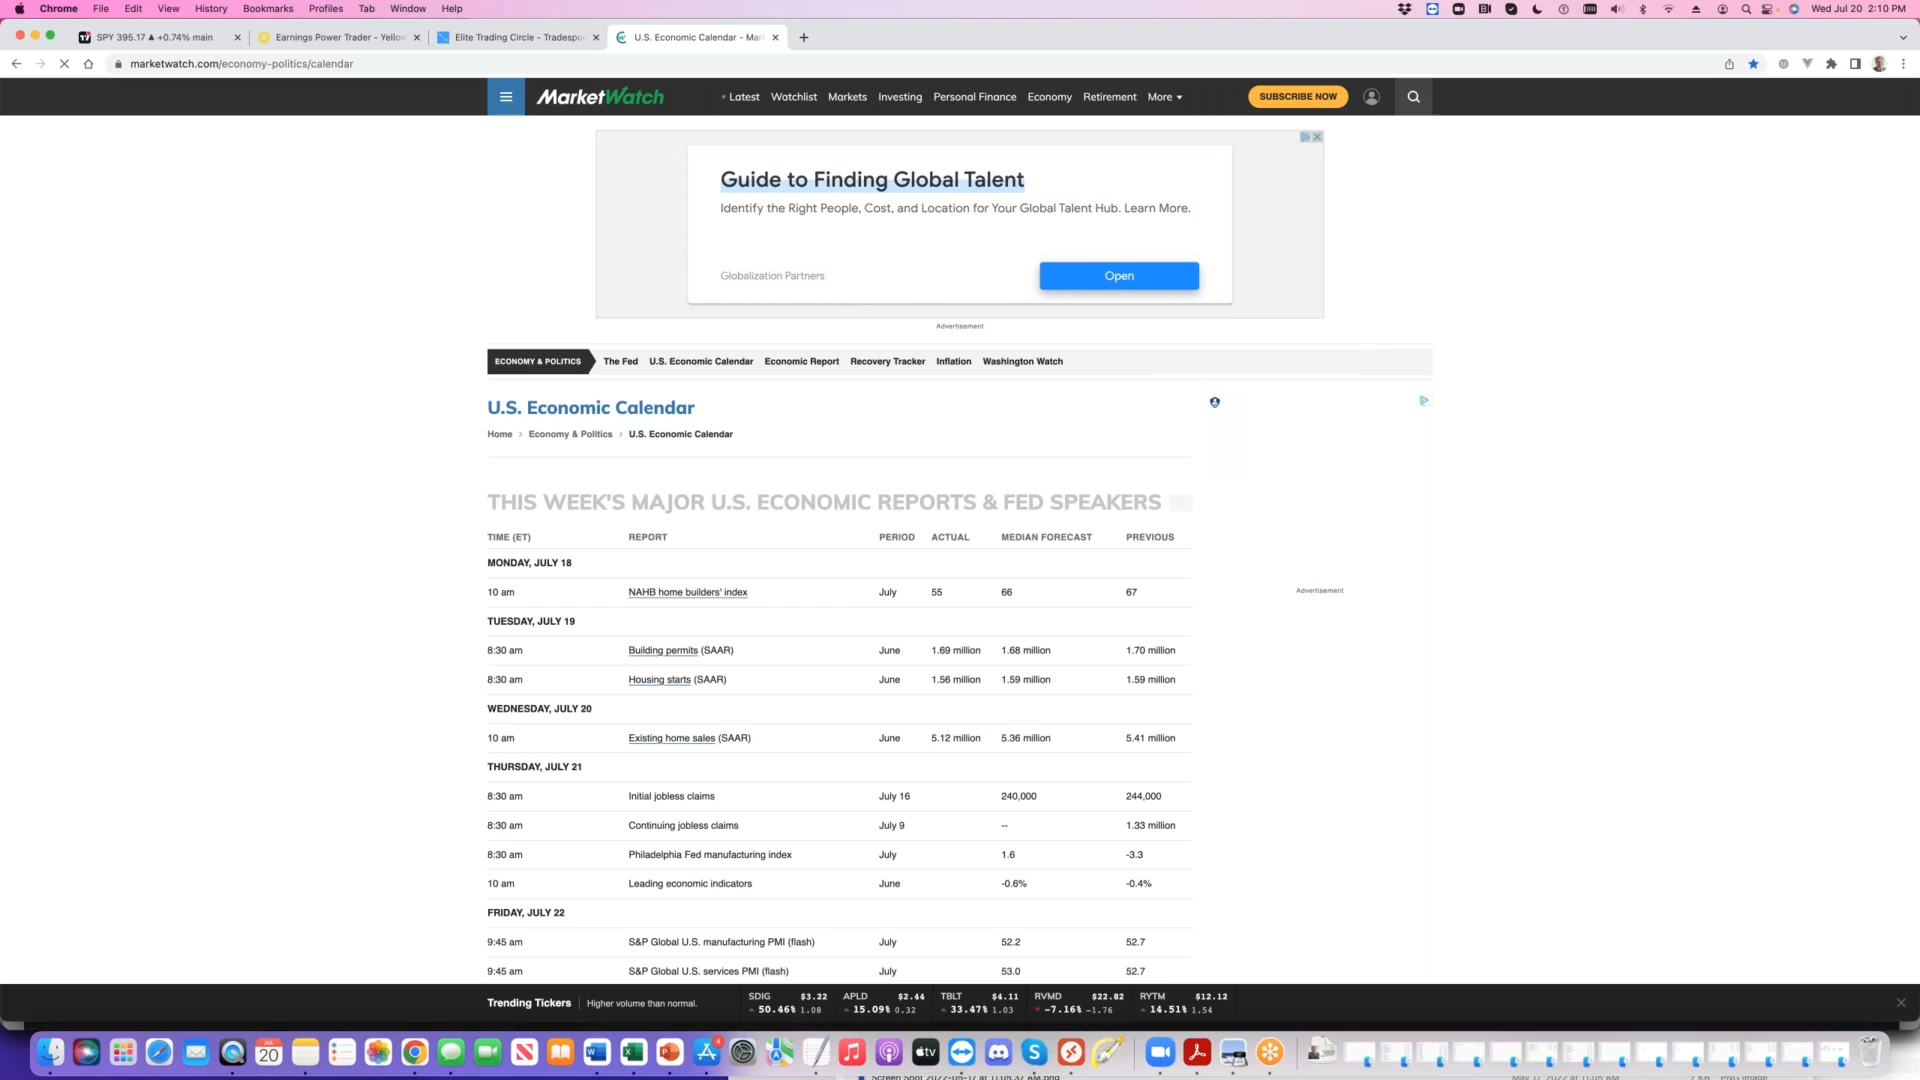 Chrome File Edit View History Bookmarks Profiles Tab Window Help Wed Jul 20 2:10 PM
SPY 395.17 ▲ +0.74% main Earnings Power Trader - Yellow Elite Trading Circle - Tradespo U.S. Economic Calendar - Mar
marketwatch.com/economy-politics/calendar
MarketWatch • Latest Watchlist Markets Investing Personal Finance Economy Retirement More SUBSCRIBE NOW
Guide to Finding Global Talent
Identify the Right People, Cost, and Location for Your Global Talent Hub. Learn More.
Globalization Partners Open
Advertisement
ECONOMY & POLITICS The Fed U.S. Economic Calendar Economic Report Recovery Tracker Inflation Washington Watch
U.S. Economic Calendar
Home > Economy & Politics > U.S. Economic Calendar
THIS WEEK'S MAJOR U.S. ECONOMIC REPORTS & FED SPEAKERS
TIME (ET) REPORT PERIOD ACTUAL MEDIAN FORECAST PREVIOUS
MONDAY, JULY 18
10 am NAHB home builders' index July 55 66 67
Advertisement
TUESDAY, JULY 19
8:30 am Building permits (SAAR) June 1.69 million 1.68 million 1.70 million
8:30 am Housing starts (SAAR) June 1.56 million 1.59 million 1.59 million
WEDNESDAY, JULY 20
10 am Existing home sales (SAAR) June 5.12 million 5.36 million 5.41 million
THURSDAY, JULY 21
8:30 am Initial jobless claims July 16 240,000 244,000
8:30 am Continuing jobless claims July 9 -- 1.33 million
8:30 am Philadelphia Fed manufacturing index July 1.6 -3.3
10 am Leading economic indicators June -0.6% -0.4%
FRIDAY, JULY 22
9:45 am S&P Global U.S. manufacturing PMI (flash) July 52.2 52.7
9:45 am S&P Global U.S. services PMI (flash) July 53.0 52.7
Trending Tickers Higher volume than normal.
SDIG $3.22 APLD $2.44 TBLT $4.11 RVMD $22.82 RYTM $12.12
50.46% 1.08 15.09% 0.32 33.47% 1.03 -7.16% -1.76 14.51% 1.54
JUL
20
tv
4
Screen Shot 2022-05-17 at 11.05.37 AM.png